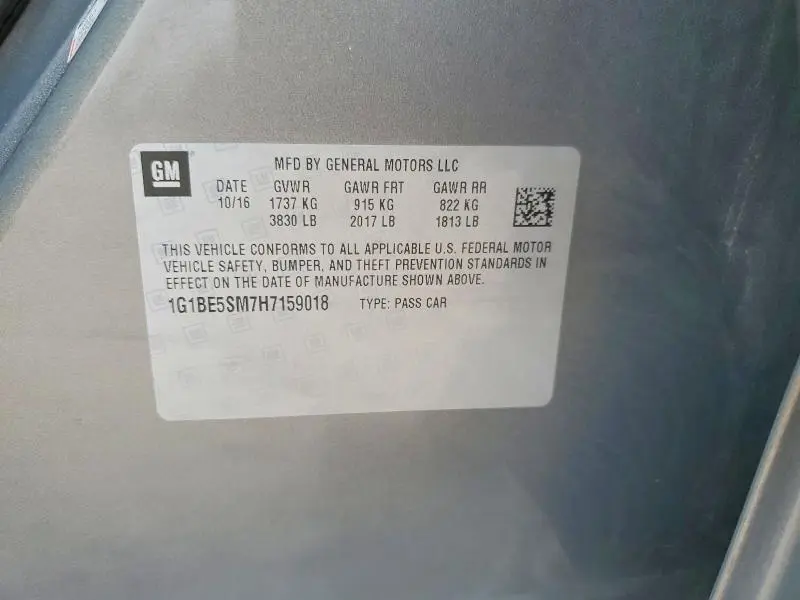 GM
MFD BY GENERAL MOTORS LLC
DATE GVWR GAWR FRT GAWR RR
10/16 1737 KG 915 KG 822 KG
3830 LB 2017 LB 1813 LB
THIS VEHICLE CONFORMS TO ALL APPLICABLE U.S. FEDERAL MOTOR
VEHICLE SAFETY, BUMPER, AND THEFT PREVENTION STANDARDS IN
EFFECT ON THE DATE OF MANUFACTURE SHOWN ABOVE.
1G1BE5SM7H7159018 TYPE: PASS CAR